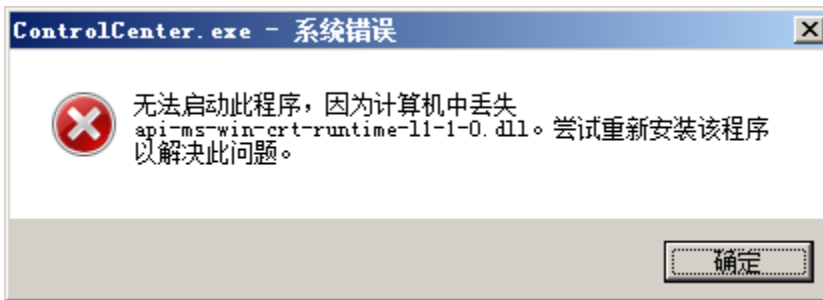 ControlCenter.exe - 系统错误
无法启动此程序，因为计算机中丢失
api-ms-win-crt-runtime-l1-1-0.dll。尝试重新安装该程序
以解决此问题。
确定